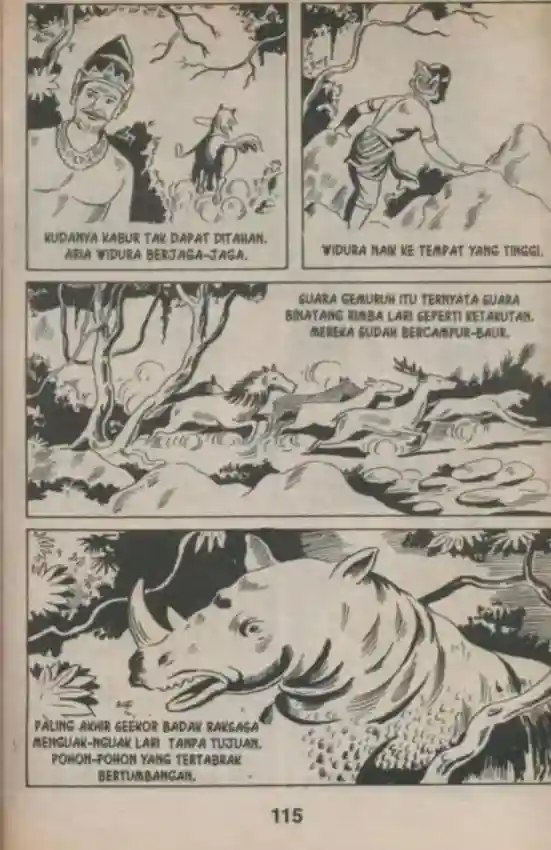 KUDANYA KABUR TAK DAPAT DITAHAN.
ARIA WIDURA BERJAGA-JAGA.
WIDURA NAIK KE TEMPAT YANG TINGGI.
SUARA GEMURUH ITU TERNYATA SUARA
BINATANG RIMBA LARI SEPERTI KETAKUTAN.
MEREKA SUDAH BERCAMPUR-BAUR.
PALING AKHIR SEEKOR BADAK RAKSASA
MENGUAK-NGUAK LARI TANPA TUJUAN.
POHON-POHON YANG TERTABRAK
BERTUMBANGAN.
115